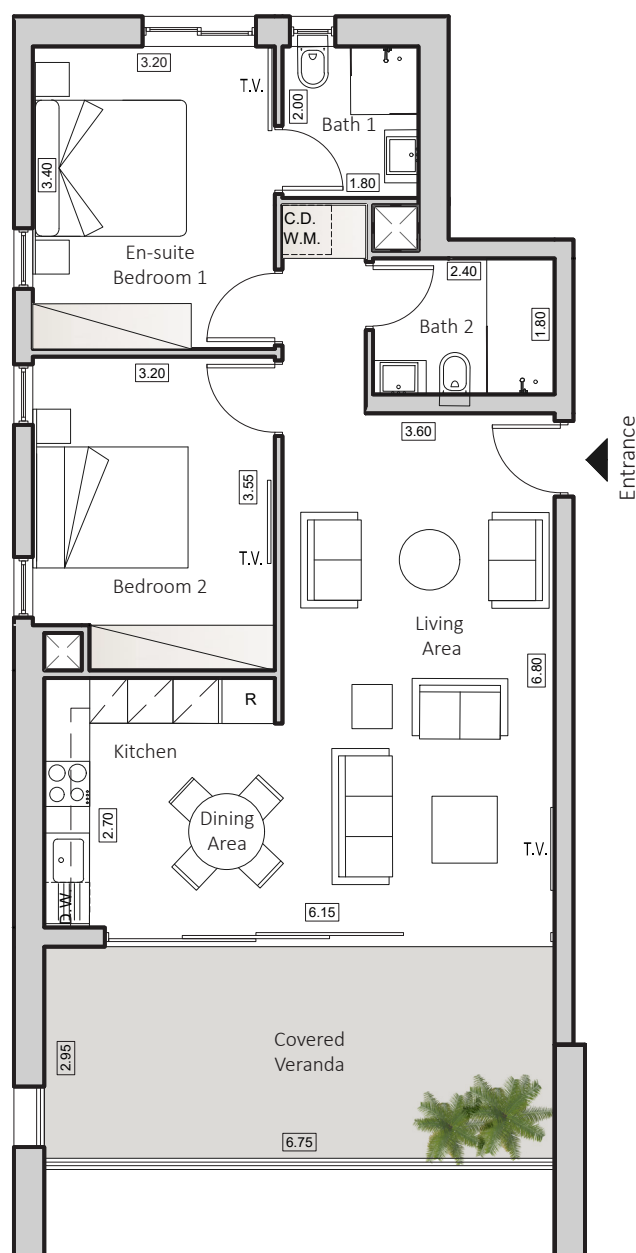 3.20
T.V.
2.00
Bath 1
3.40
1.80
C.D.
W.M.
En-suite
Bedroom 1
2.40
1.80
Bath 2
3.20
3.60
Entrance
3.55
T.V.
Bedroom 2
Living
Area
6.80
R
Kitchen
2.70
Dining
Area
T.V.
D.W.
6.15
Covered
Veranda
2.95
6.75